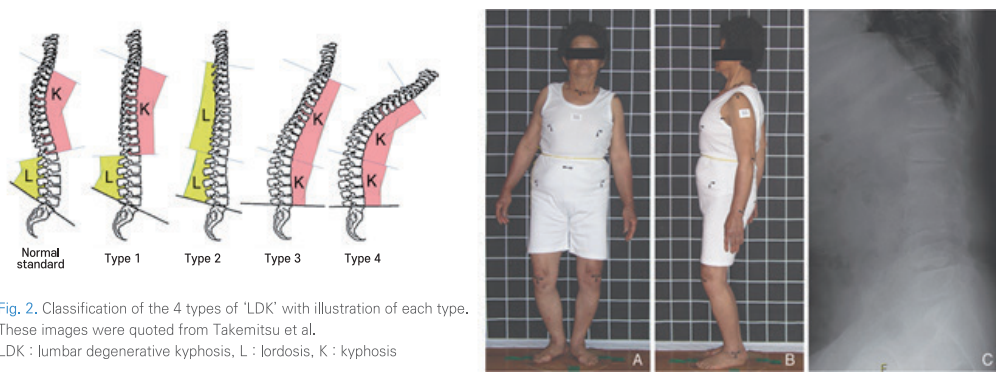 K
K
L
K
K
L
L
L
K
K
Normal
standard
Type 1
Type 2
Type 3
Type 4
Fig. 2. Classification of the 4 types of 'LDK' with illustration of each type.
These images were quoted from Takemitsu et al.
LDK : lumbar degenerative kyphosis, L : lordosis, K : kyphosis
A
B
C
F